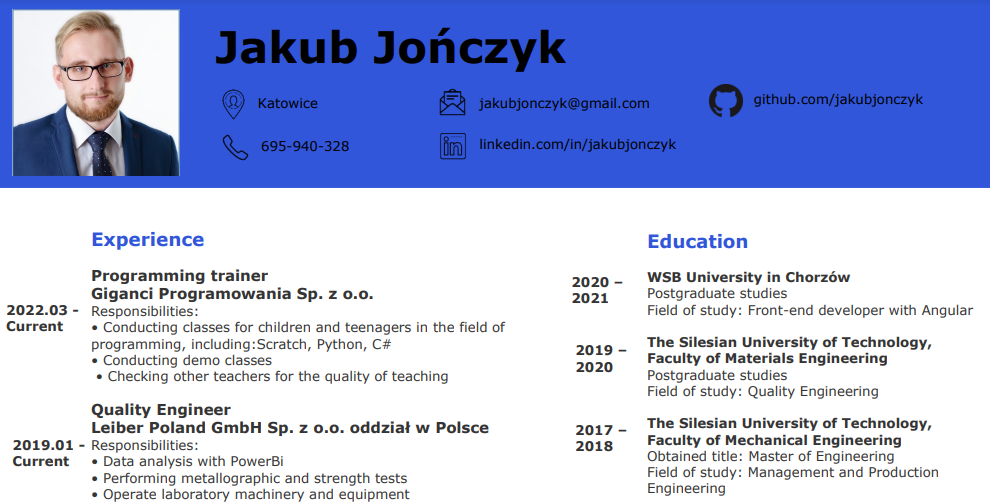 Jakub Jończyk
Katowice
jakubjonczyk@gmail.com
github.com/jakubjonczyk
695-940-328
linkedin.com/in/jakubjonczyk
Experience
Programming trainer
Giganci Programowania Sp. z o.o.
2022.03 -
Current
Responsibilities:
• Conducting classes for children and teenagers in the field of
programming, including:Scratch, Python, C#
• Conducting demo classes
• Checking other teachers for the quality of teaching
Quality Engineer
Leiber Poland GmbH Sp. z o.o. oddział w Polsce
2019.01 -
Current
Responsibilities:
• Data analysis with PowerBi
• Performing metallographic and strength tests
• Operate laboratory machinery and equipment
Education
2020 –
2021
WSB University in Chorzów
Postgraduate studies
Field of study: Front-end developer with Angular
2019 –
2020
The Silesian University of Technology,
Faculty of Materials Engineering
Postgraduate studies
Field of study: Quality Engineering
2017 –
2018
The Silesian University of Technology,
Faculty of Mechanical Engineering
Obtained title: Master of Engineering
Field of study: Management and Production
Engineering